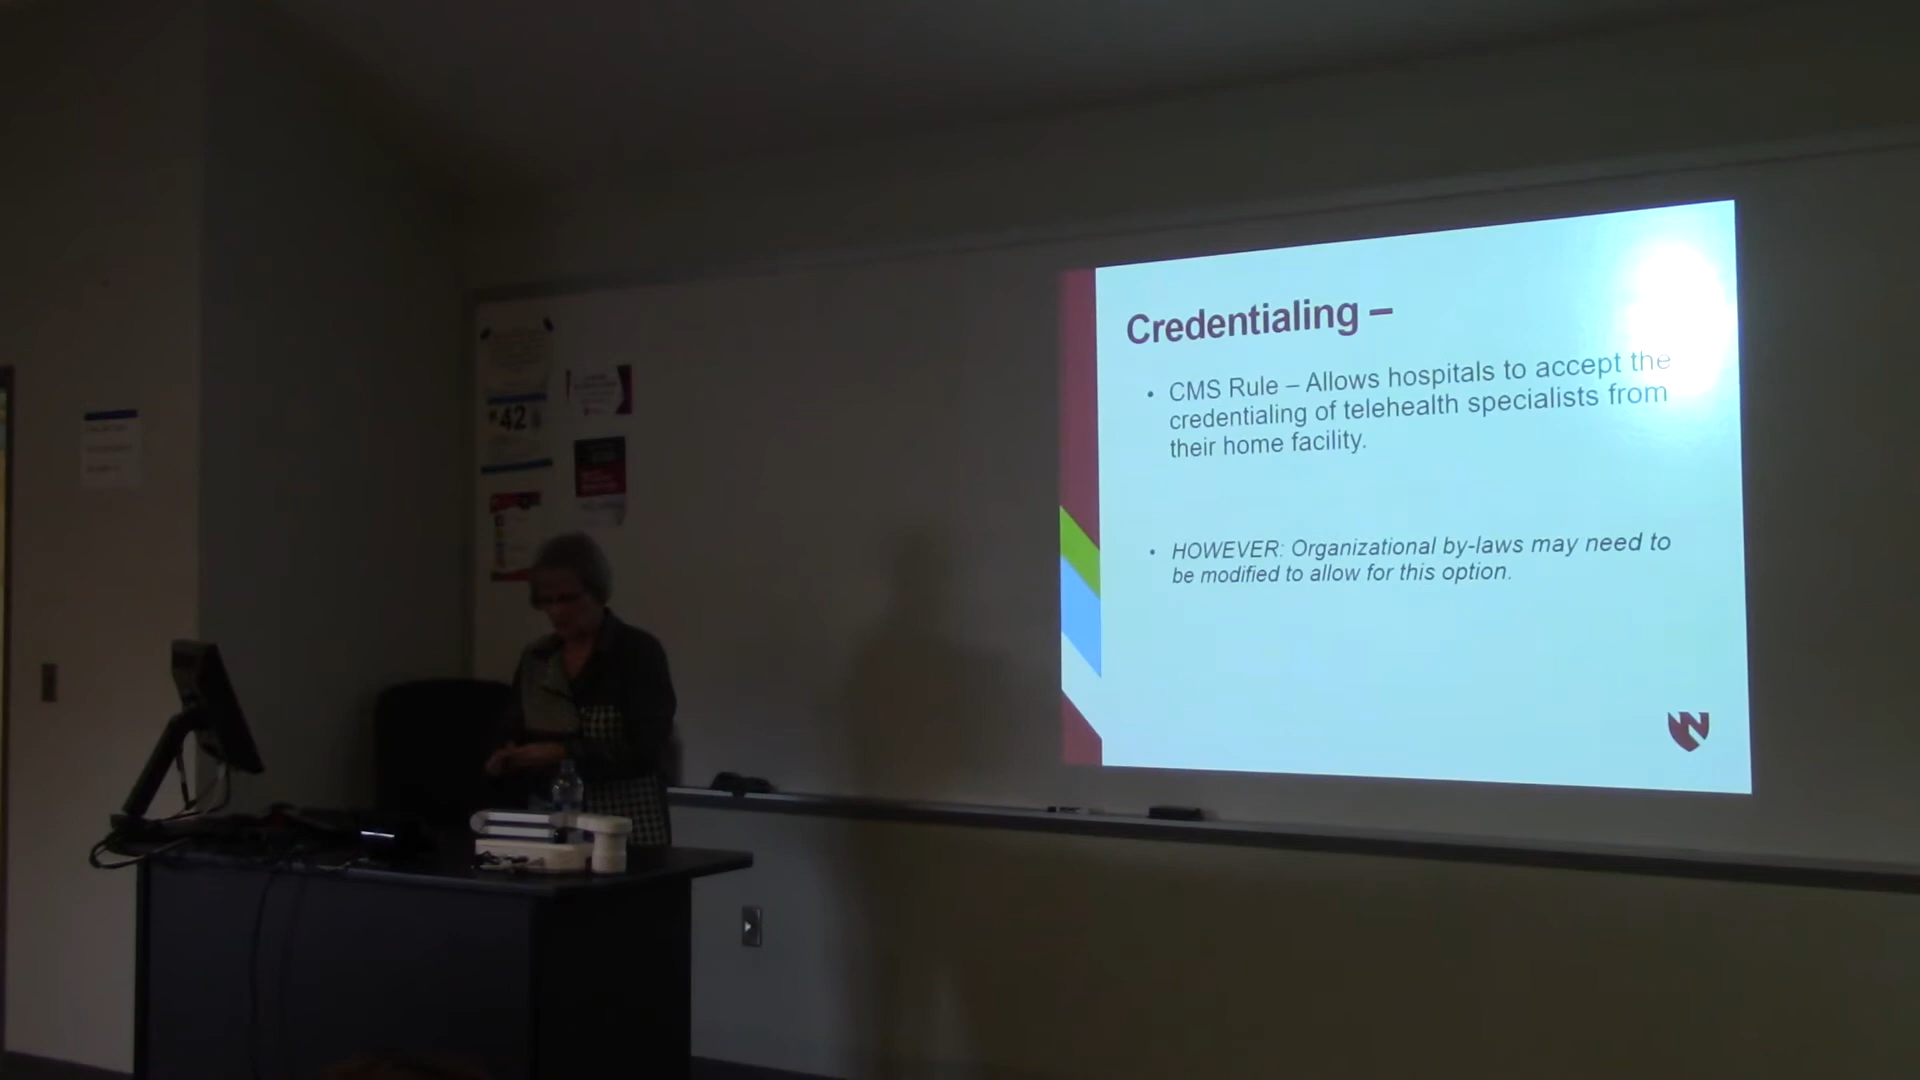 42
Credentialing –
• CMS Rule – Allows hospitals to accept the
credentialing of telehealth specialists from
their home facility.
• HOWEVER: Organizational by-laws may need to
be modified to allow for this option.